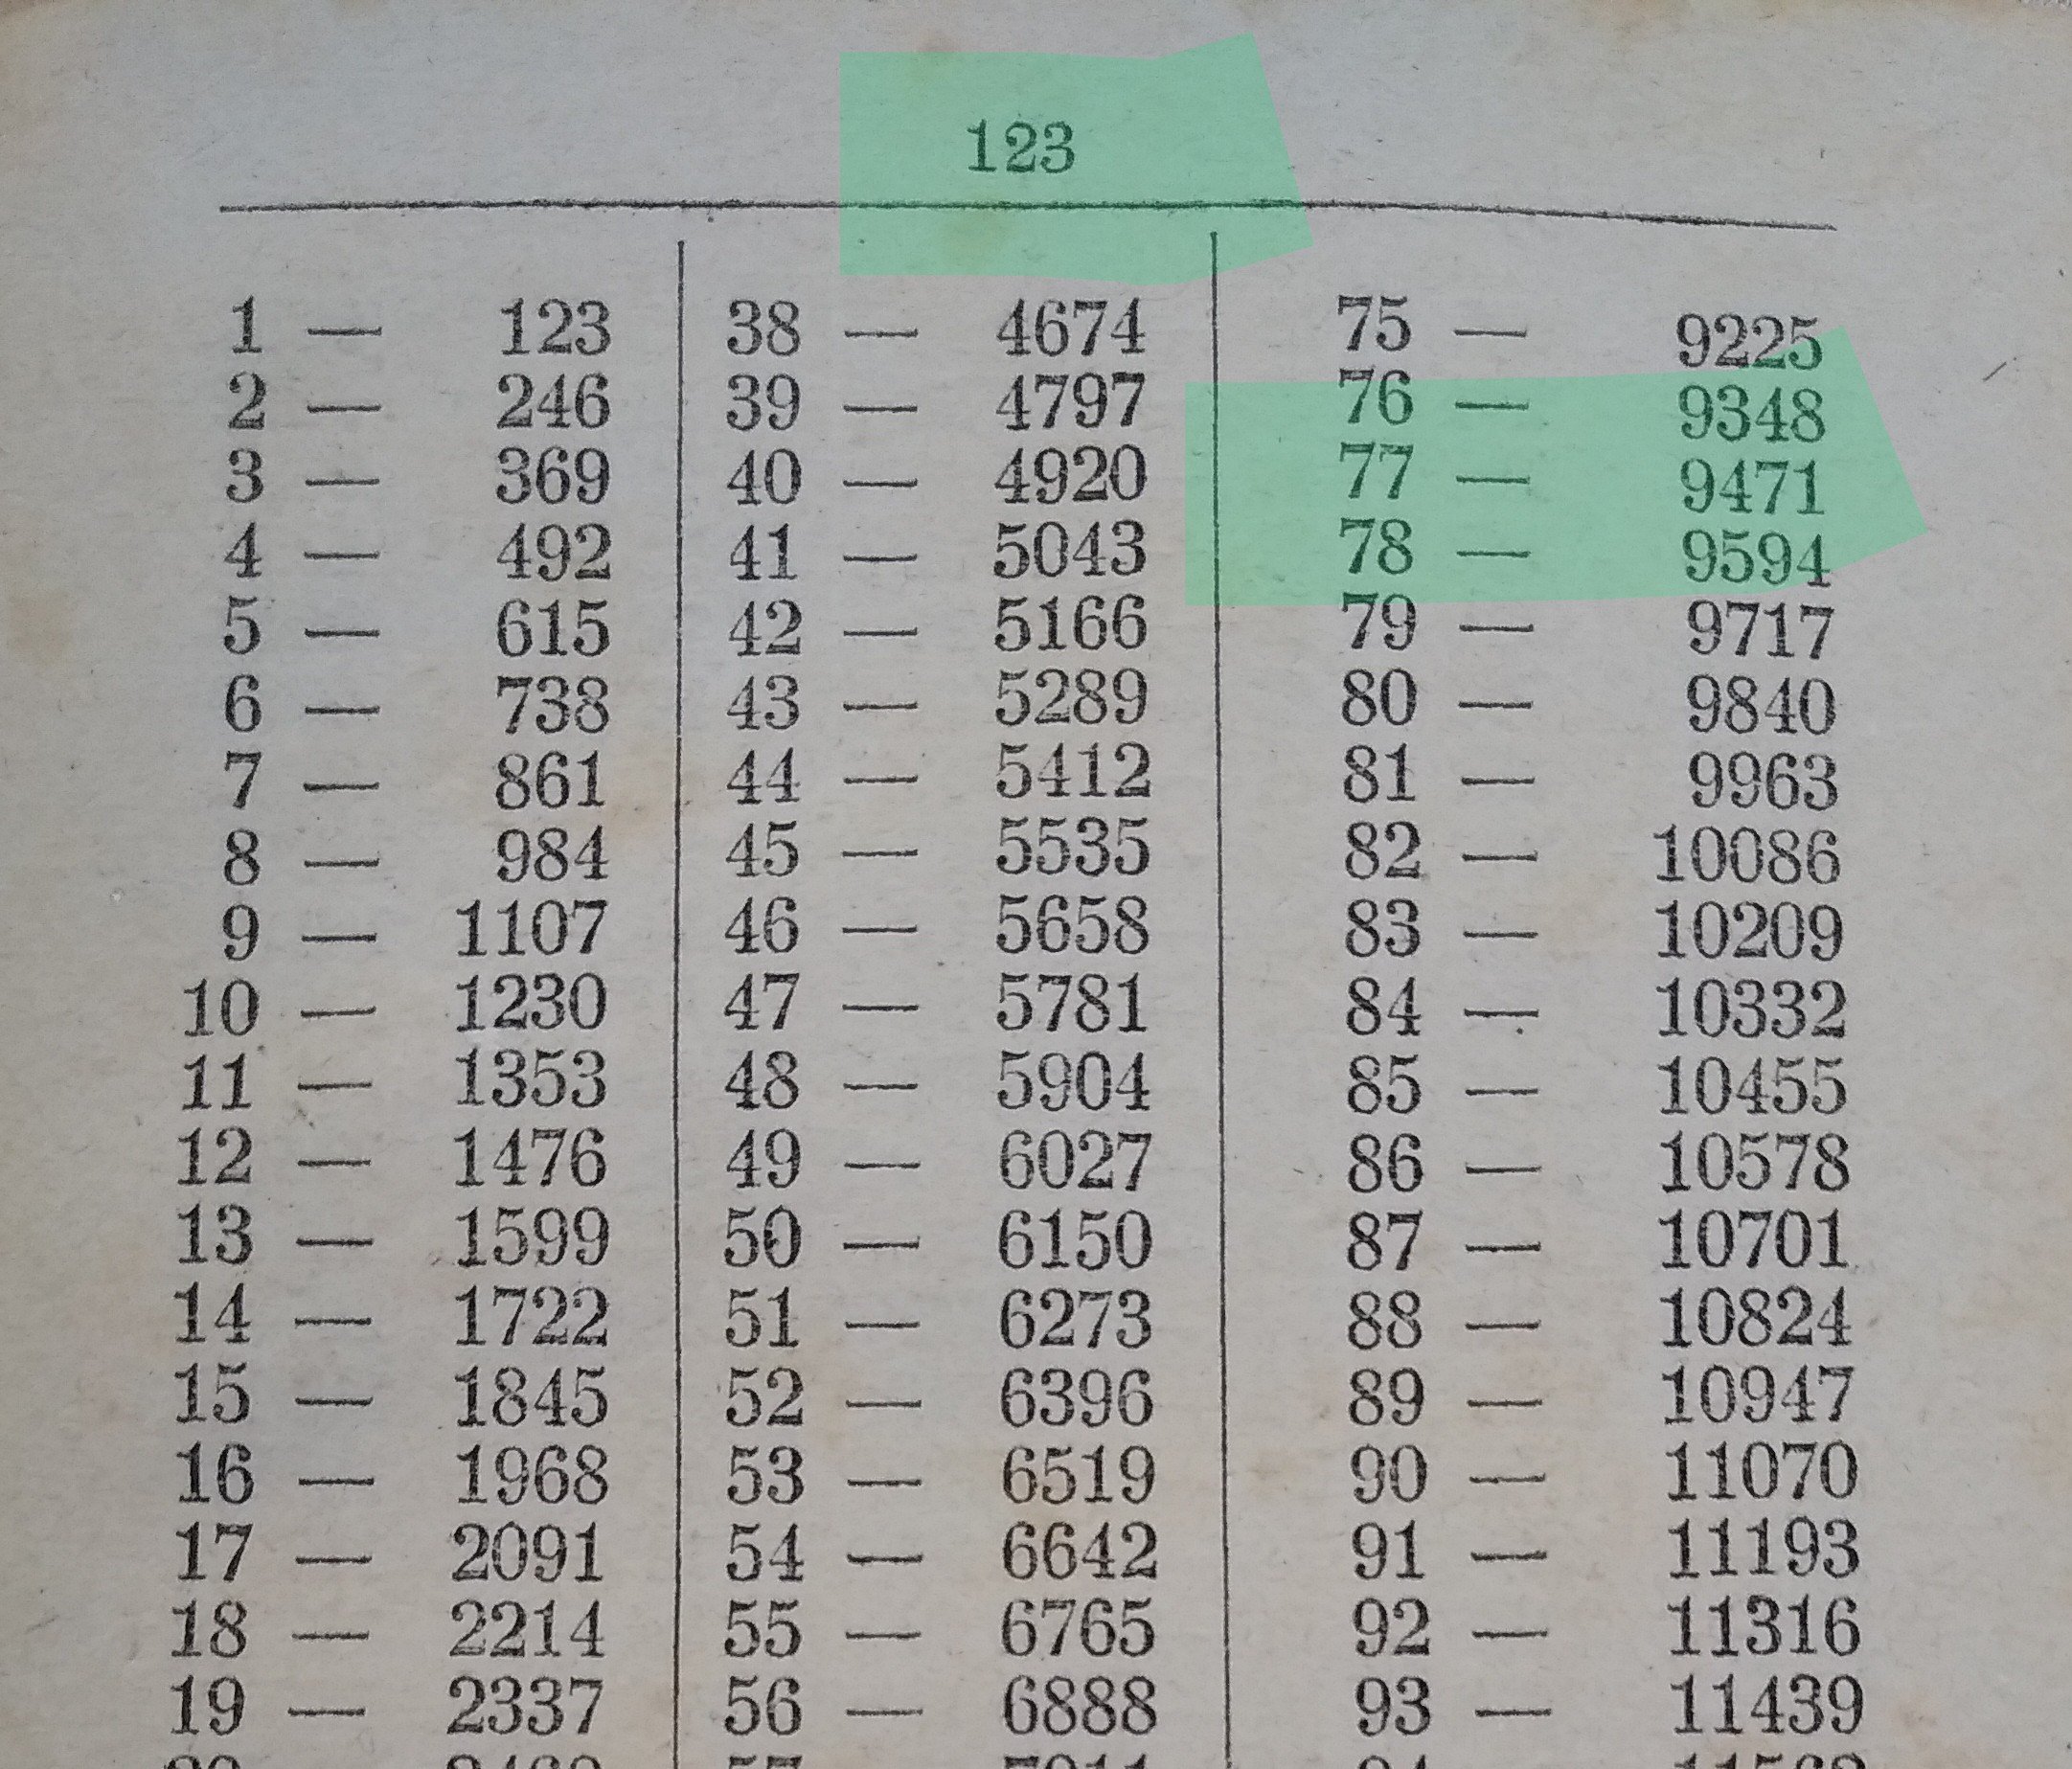 123
1 — 123
2 — 246
3 — 369
4 — 492
5 — 615
6 — 738
7 — 861
8 — 984
9 — 1107
10 — 1230
11 — 1353
12 — 1476
13 — 1599
14 — 1722
15 — 1845
16 — 1968
17 — 2091
18 — 2214
19 — 2337
38 — 4674
39 — 4797
40 — 4920
41 — 5043
42 — 5166
43 — 5289
44 — 5412
45 — 5535
46 — 5658
47 — 5781
48 — 5904
49 — 6027
50 — 6150
51 — 6273
52 — 6396
53 — 6519
54 — 6642
55 — 6765
56 — 6888
75 — 9225
76 — 9348
77 — 9471
78 — 9594
79 — 9717
80 — 9840
81 — 9963
82 — 10086
83 — 10209
84 — 10332
85 — 10455
86 — 10578
87 — 10701
88 — 10824
89 — 10947
90 — 11070
91 — 11193
92 — 11316
93 — 11439